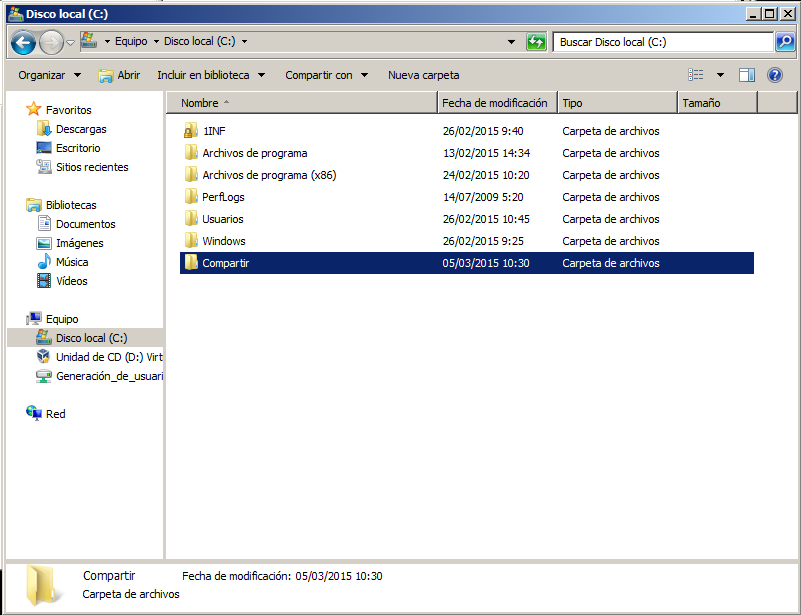 Disco local (C:)
Equipo Disco local (C:) Buscar Disco local (C:)
Organizar Abrir Incluir en biblioteca Compartir con Nueva carpeta
Favoritos
Descargas
Escritorio
Sitios recientes
Bibliotecas
Documentos
Imágenes
Música
Vídeos
Equipo
Disco local (C:)
Unidad de CD (D:) Virt
Generación_de_usuari
Red
Nombre Fecha de modificación Tipo Tamaño
1INF 26/02/2015 9:40 Carpeta de archivos
Archivos de programa 13/02/2015 14:34 Carpeta de archivos
Archivos de programa (x86) 24/02/2015 10:20 Carpeta de archivos
PerfLogs 14/07/2009 5:20 Carpeta de archivos
Usuarios 26/02/2015 10:45 Carpeta de archivos
Windows 26/02/2015 9:25 Carpeta de archivos
Compartir 05/03/2015 10:30 Carpeta de archivos
Compartir Fecha de modificación: 05/03/2015 10:30
Carpeta de archivos